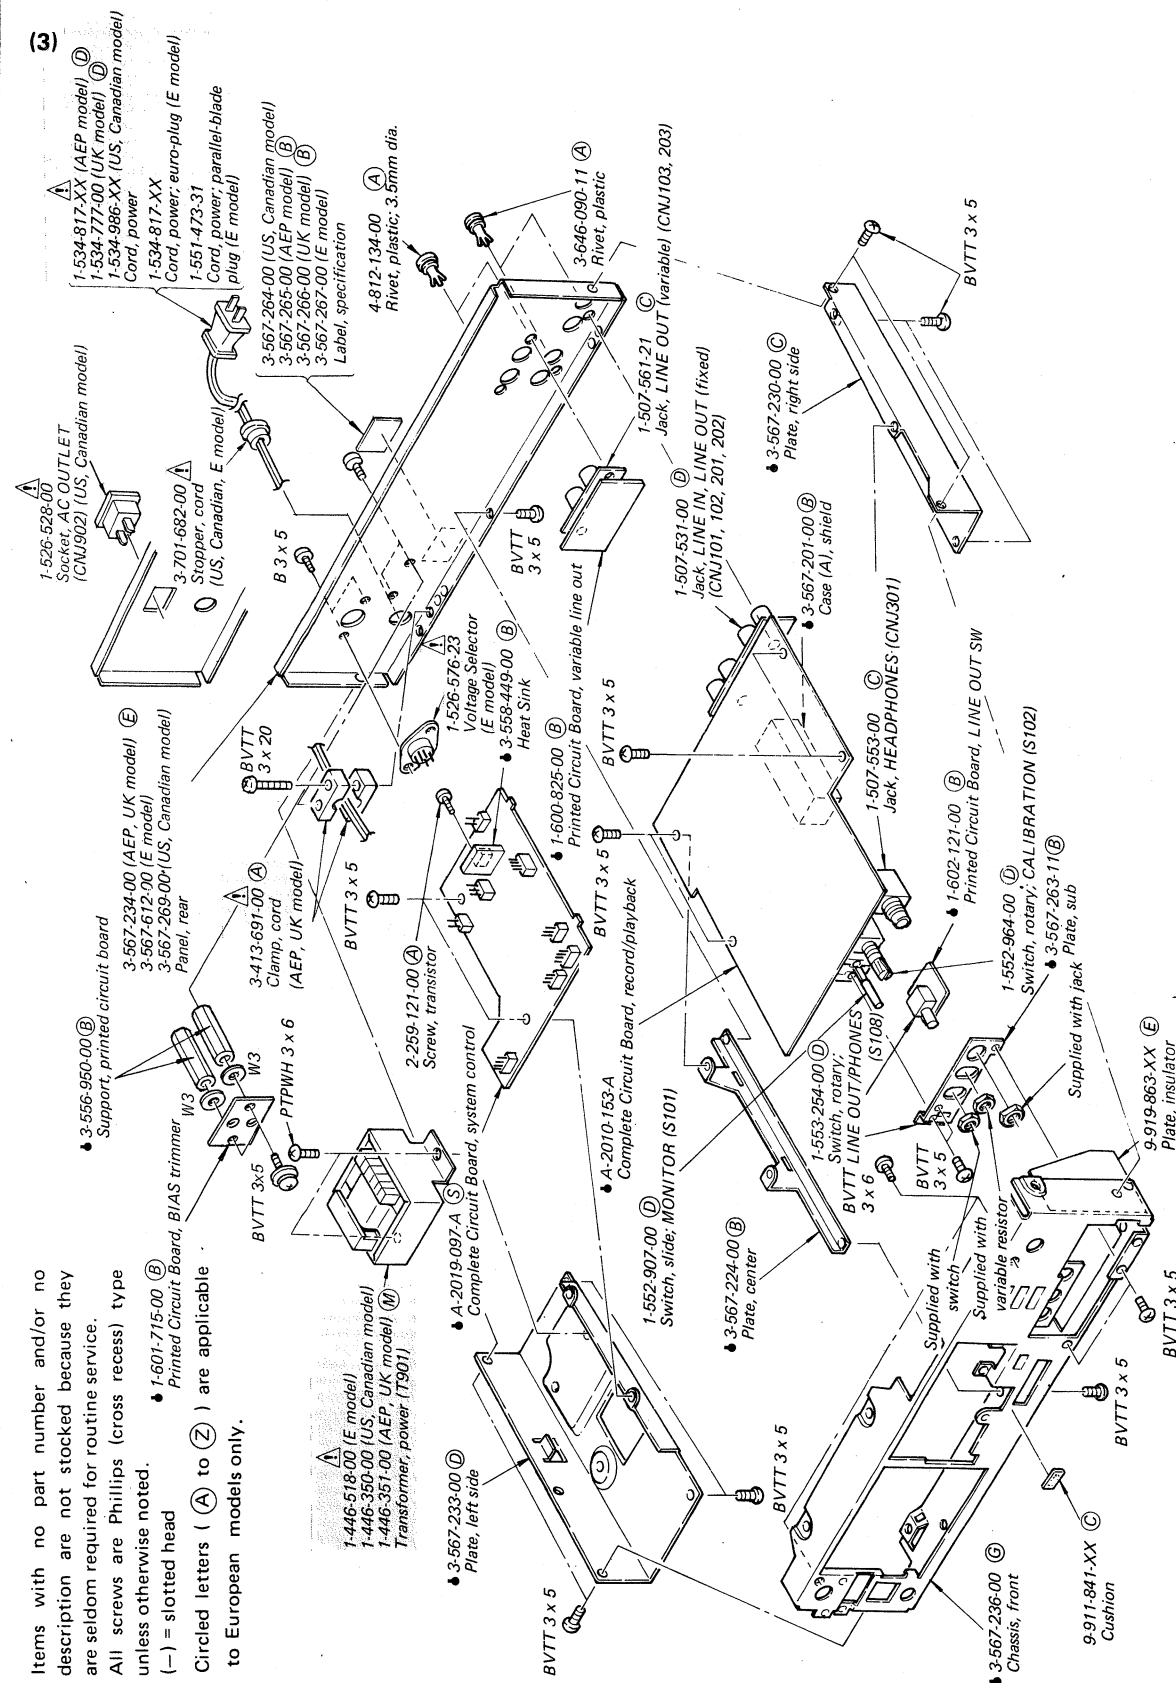 (3)
Items with no part number and/or no
description are not stocked because they
are seldom required for routine service.
All screws are Phillips (cross recess) type
unless otherwise noted.
(−) = slotted head
Circled letters ( Ⓐ to Ⓩ ) are applicable
to European models only.
1-534-817-XX (AEP model) Ⓓ
1-534-777-00 (UK model) Ⓓ
1-534-986-XX (US, Canadian model)
Cord, power
1-534-817-XX
Cord, power; euro-plug (E model)
1-551-473-31
Cord, power; parallel-blade
plug (E model)
1-526-528-00
Socket, AC OUTLET
(CNJ902) (US, Canadian model)
3-701-682-00
Stopper, cord
(US, Canadian, E model)
3-567-264-00 (US, Canadian model)
3-567-265-00 (AEP model) Ⓑ
3-567-266-00 (UK model) Ⓑ
3-567-267-00 (E model)
Label, specification
4-812-134-00 Ⓐ
Rivet, plastic; 3.5mm dia.
3-646-090-11 Ⓐ
Rivet, plastic
B 3 x 5
BVTT
3 x 5
1-507-561-21 Ⓒ
Jack, LINE OUT (variable) (CNJ103, 203)
1-507-531-00 Ⓓ
Jack, LINE IN, LINE OUT (fixed)
(CNJ101, 102, 201, 202)
3-567-230-00 Ⓒ
Plate, right side
BVTT 3 x 5
3-567-201-00 Ⓑ
Case (A), shield
3-567-234-00 (AEP, UK model) Ⓔ
3-567-612-00 (E model)
3-567-269-00 (US, Canadian model)
Panel, rear
BVTT
3 x 20
1-526-576-23
Voltage Selector
(E model)
3-558-449-00 Ⓑ
Heat Sink
1-600-825-00 Ⓑ
Printed Circuit Board, variable line out
BVTT 3 x 5
3-413-691-00 Ⓐ
Clamp, cord
(AEP, UK model)
BVTT 3 x 5
BVTT 3 x 5
3-556-950-00 Ⓑ
Support, printed circuit board
2-259-121-00 Ⓐ
Screw, transistor
W3
W3
PTPWH 3 x 6
BVTT 3x5
1-601-715-00 Ⓑ
Printed Circuit Board, BIAS trimmer
1-507-553-00 Ⓒ
Jack, HEADPHONES (CNJ301)
1-602-121-00 Ⓑ
Printed Circuit Board, LINE OUT SW
1-552-964-00 Ⓓ
Switch, rotary; CALIBRATION (S102)
3-567-263-11 Ⓑ
Plate, sub
Supplied with jack
1-553-254-00 Ⓓ
Switch, rotary;
LINE OUT/PHONES
(S108)
A-2010-153-A
Complete Circuit Board, record/playback
1-552-907-00 Ⓓ
Switch, slide; MONITOR (S101)
A-2019-097-A Ⓢ
Complete Circuit Board, system control
1-446-518-00 (E model)
1-446-350-00 (US, Canadian model)
1-446-351-00 (AEP, UK model) Ⓜ
Transformer, power (T901)
3-567-224-00 Ⓑ
Plate, center
BVTT
3 x 6
BVTT
3 x 5
9-919-863-XX Ⓔ
Plate, insulator
Supplied with
switch
Supplied with
variable resistor
3-567-233-00 Ⓓ
Plate, left side
BVTT 3 x 5
BVTT 3 x 5
BVTT 3 x 5
BVTT 3 x 5
9-911-841-XX Ⓒ
Cushion
3-567-236-00 Ⓖ
Chassis, front